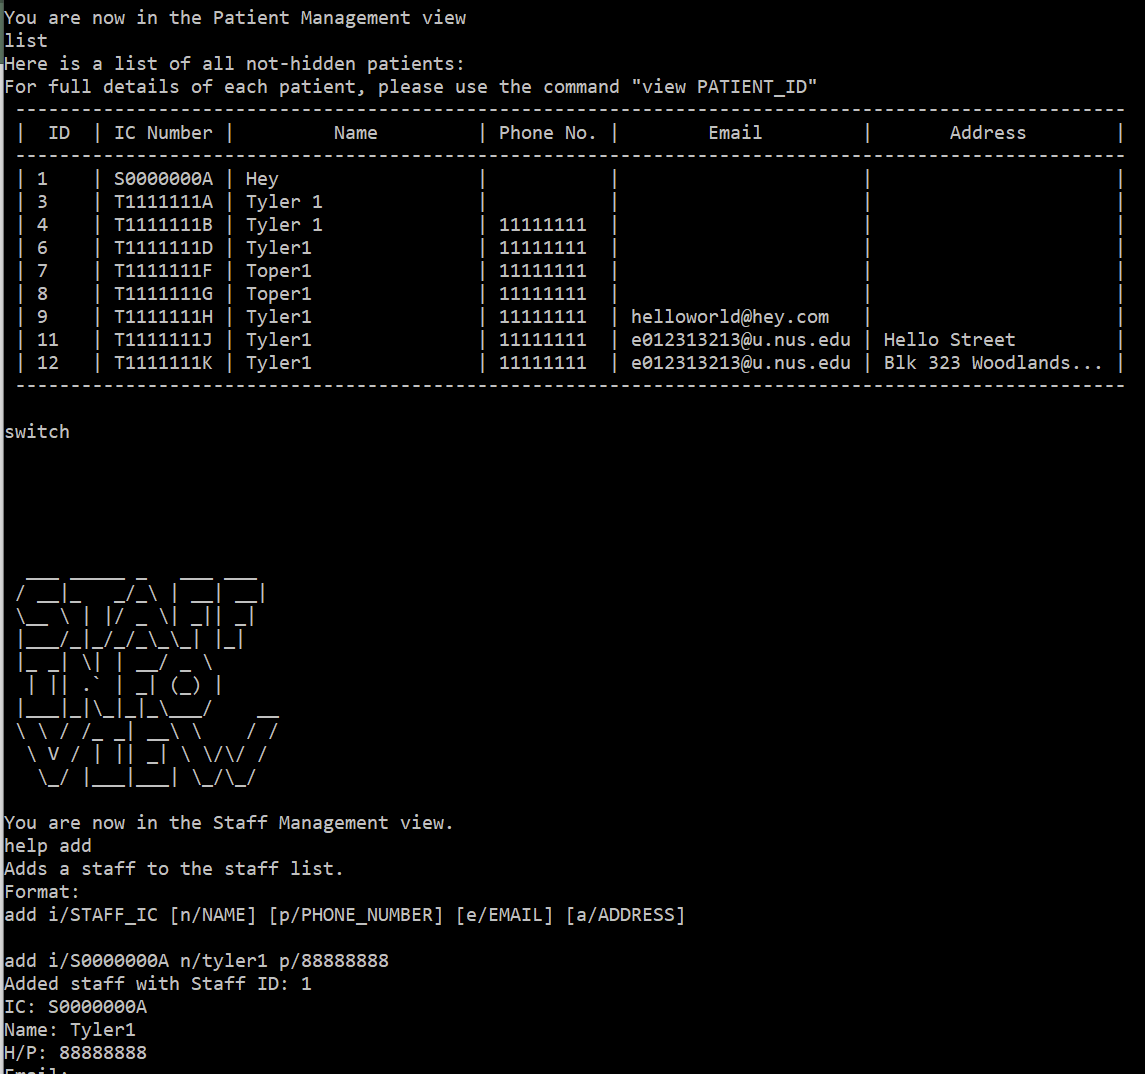 You are now in the Patient Management view
list
Here is a list of all not-hidden patients:
For full details of each patient, please use the command "view PATIENT_ID"
-----------------------------------------------------------------------------------------------------
| ID | IC Number | Name | Phone No. | Email | Address |
-----------------------------------------------------------------------------------------------------
| 1 | S0000000A | Hey | | | |
| 3 | T1111111A | Tyler 1 | | | |
| 4 | T1111111B | Tyler 1 | 11111111 | | |
| 6 | T1111111D | Tyler1 | 11111111 | | |
| 7 | T1111111F | Toper1 | 11111111 | | |
| 8 | T1111111G | Toper1 | 11111111 | | |
| 9 | T1111111H | Tyler1 | 11111111 | helloworld@hey.com | |
| 11 | T1111111J | Tyler1 | 11111111 | e012313213@u.nus.edu | Hello Street |
| 12 | T1111111K | Tyler1 | 11111111 | e012313213@u.nus.edu | Blk 323 Woodlands... |
-----------------------------------------------------------------------------------------------------
switch
STAFF
INFO
VIEW
You are now in the Staff Management view.
help add
Adds a staff to the staff list.
Format:
add i/STAFF_IC [n/NAME] [p/PHONE_NUMBER] [e/EMAIL] [a/ADDRESS]
add i/S0000000A n/tyler1 p/88888888
Added staff with Staff ID: 1
IC: S0000000A
Name: Tyler1
H/P: 88888888
Email: